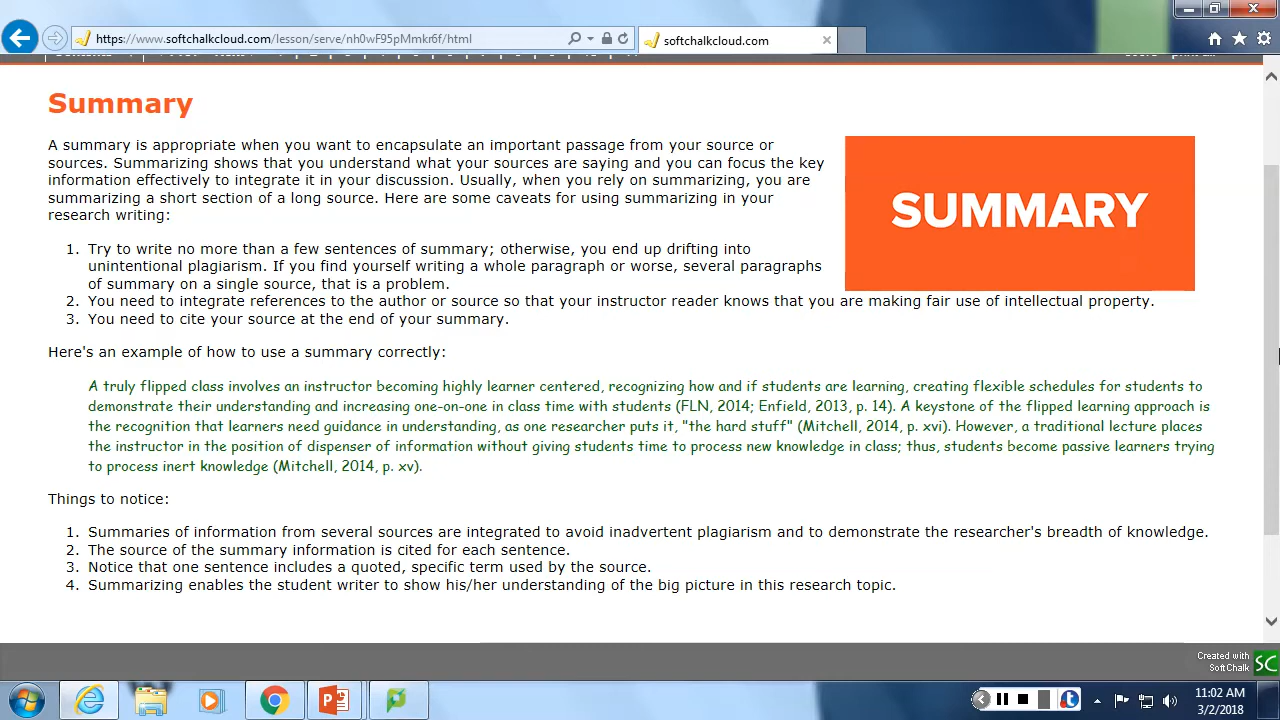 https://www.softchalkcloud.com/lesson/serve/nh0wF95pMmkr6f/html
softchalkcloud.com
Summary
A summary is appropriate when you want to encapsulate an important passage from your source or
sources. Summarizing shows that you understand what your sources are saying and you can focus the key
information effectively to integrate it in your discussion. Usually, when you rely on summarizing, you are
summarizing a short section of a long source. Here are some caveats for using summarizing in your
research writing:
SUMMARY
1. Try to write no more than a few sentences of summary; otherwise, you end up drifting into
unintentional plagiarism. If you find yourself writing a whole paragraph or worse, several paragraphs
of summary on a single source, that is a problem.
2. You need to integrate references to the author or source so that your instructor reader knows that you are making fair use of intellectual property.
3. You need to cite your source at the end of your summary.
Here's an example of how to use a summary correctly:
A truly flipped class involves an instructor becoming highly learner centered, recognizing how and if students are learning, creating flexible schedules for students to
demonstrate their understanding and increasing one-on-one in class time with students (FLN, 2014; Enfield, 2013, p. 14). A keystone of the flipped learning approach is
the recognition that learners need guidance in understanding, as one researcher puts it, "the hard stuff" (Mitchell, 2014, p. xvi). However, a traditional lecture places
the instructor in the position of dispenser of information without giving students time to process new knowledge in class; thus, students become passive learners trying
to process inert knowledge (Mitchell, 2014, p. xv).
Things to notice:
1. Summaries of information from several sources are integrated to avoid inadvertent plagiarism and to demonstrate the researcher's breadth of knowledge.
2. The source of the summary information is cited for each sentence.
3. Notice that one sentence includes a quoted, specific term used by the source.
4. Summarizing enables the student writer to show his/her understanding of the big picture in this research topic.
Created with
SoftChalk
SC
11:02 AM
3/2/2018